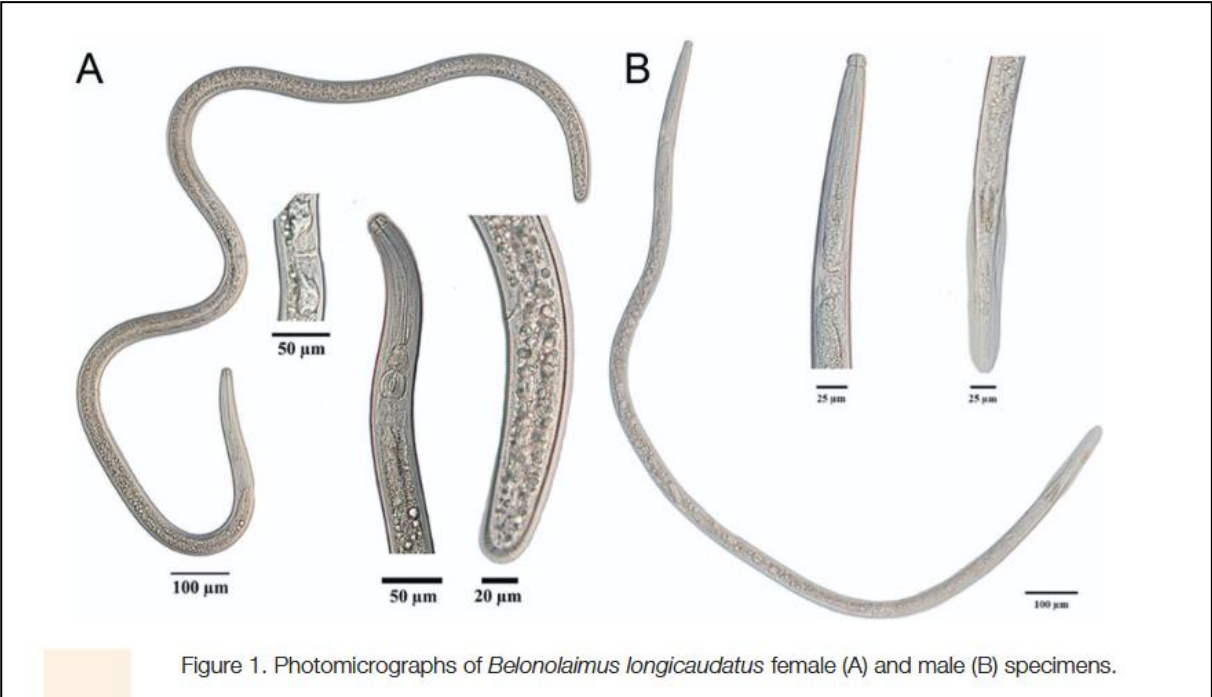 A
B
50 µm
25 µm
25 µm
100 µm
50 µm
20 µm
100 µm
Figure 1. Photomicrographs of Belonolaimus longicaudatus female (A) and male (B) specimens.